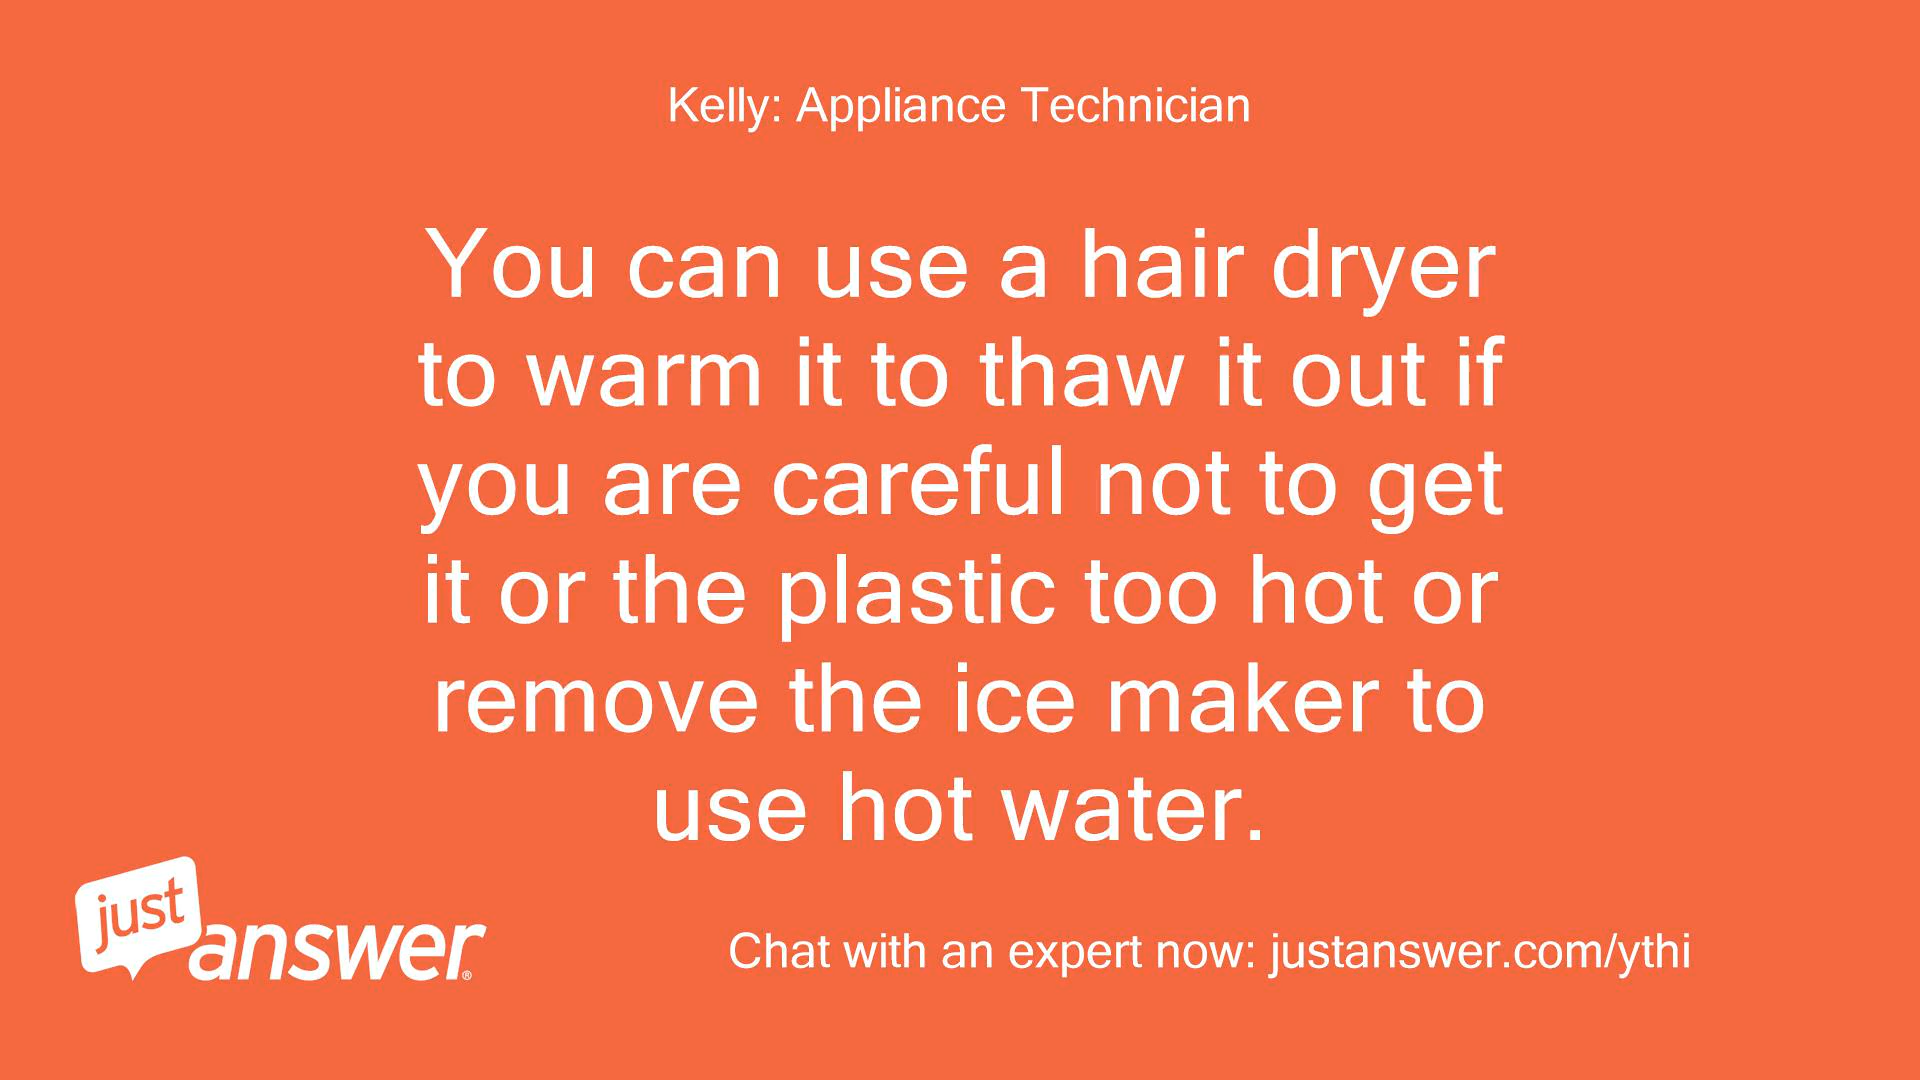 Kelly: Appliance Technician
You can use a hair dryer
to warm it to thaw it out if
you are careful not to get
it or the plastic too hot or
remove the ice maker to
use hot water.
just
answer®
Chat with an expert now: justanswer.com/ythi